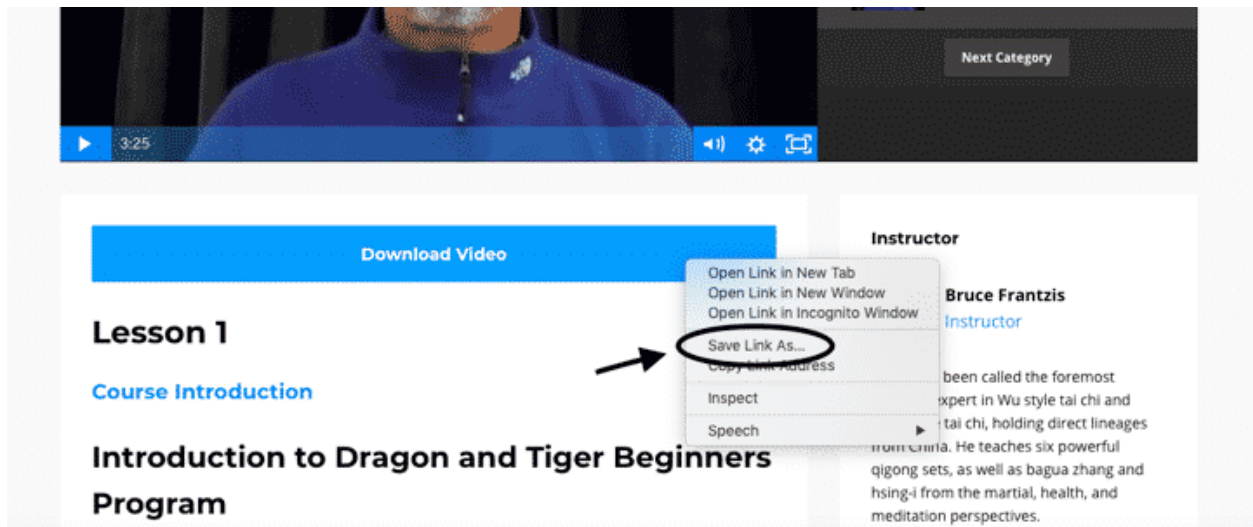 Next Category
3:25
Download Video
Lesson 1
Course Introduction
Introduction to Dragon and Tiger Beginners
Program
Open Link in New Tab
Open Link in New Window
Open Link in Incognito Window
Save Link As...
Copy Link Address
Inspect
Speech
Instructor
Bruce Frantzis
Instructor
been called the foremost
expert in Wu style tai chi and
tai chi, holding direct lineages
from China. He teaches six powerful
qigong sets, as well as bagua zhang and
hsing-i from the martial, health, and
meditation perspectives.